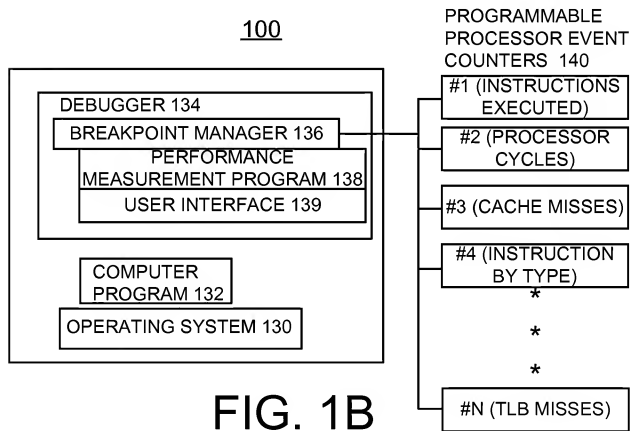 100
PROGRAMMABLE
PROCESSOR EVENT
COUNTERS 140
DEBUGGER 134
BREAKPOINT MANAGER 136
PERFORMANCE
MEASUREMENT PROGRAM 138
USER INTERFACE 139
COMPUTER
PROGRAM 132
OPERATING SYSTEM 130
#1 (INSTRUCTIONS
EXECUTED)
#2 (PROCESSOR
CYCLES)
#3 (CACHE MISSES)
#4 (INSTRUCTION
BY TYPE)
*
*
*
#N (TLB MISSES)
FIG. 1B